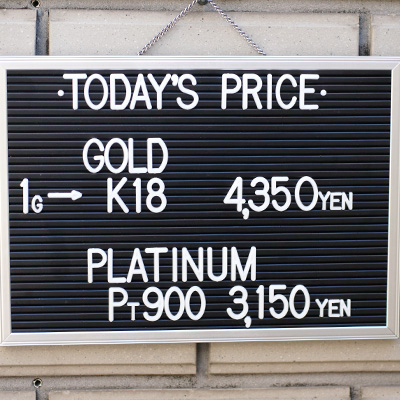 ·TODAY'S PRICE·
GOLD
1G→ K18 4,350YEN
PLATINUM
PT900 3,150YEN